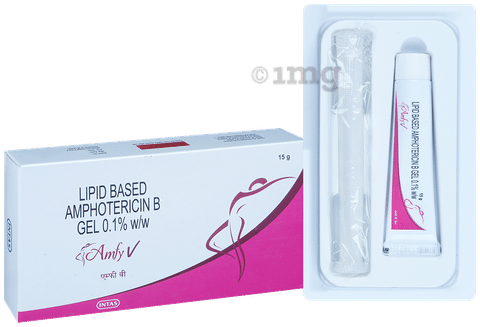 ©1mg
15 g
LIPID BASED
AMPHOTERICIN B
GEL 0.1% w/w
Amfy V
एम्फी वी
INTAS
LIPID BASED
AMPHOTERICIN B
GEL 0.1% w/w
Amfy V